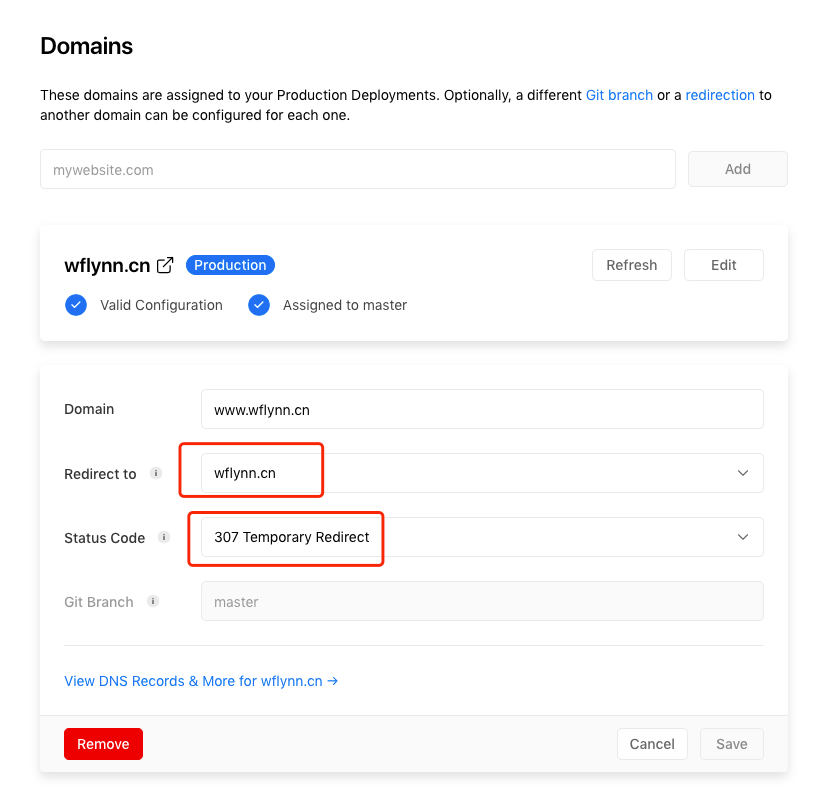 Domains
These domains are assigned to your Production Deployments. Optionally, a different Git branch or a redirection to
another domain can be configured for each one.
mywebsite.com
Add
wflynn.cn
Production
Refresh
Edit
Valid Configuration
Assigned to master
Domain
www.wflynn.cn
Redirect to
wflynn.cn
Status Code
307 Temporary Redirect
Git Branch
master
View DNS Records & More for wflynn.cn →
Remove
Cancel
Save